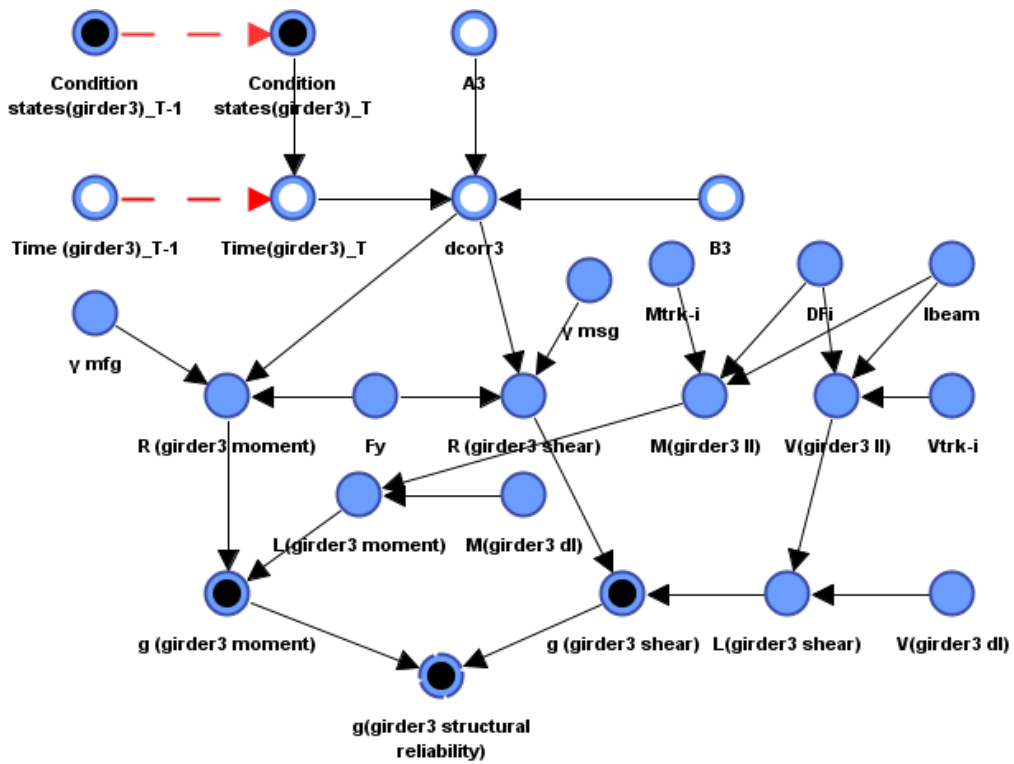 Condition
states(girder3)_T-1
Condition
states(girder3)_T
A3
Time (girder3)_T-1
Time(girder3)_T
dcorr3
B3
γ mfg
γ msg
Mtrk-i
DFi
Ibeam
R (girder3 moment)
Fy
R (girder3 shear)
M(girder3 ll)
V(girder3 ll)
Vtrk-i
L(girder3 moment)
M(girder3 dl)
g (girder3 moment)
g (girder3 shear)
L(girder3 shear)
V(girder3 dl)
g(girder3 structural
reliability)